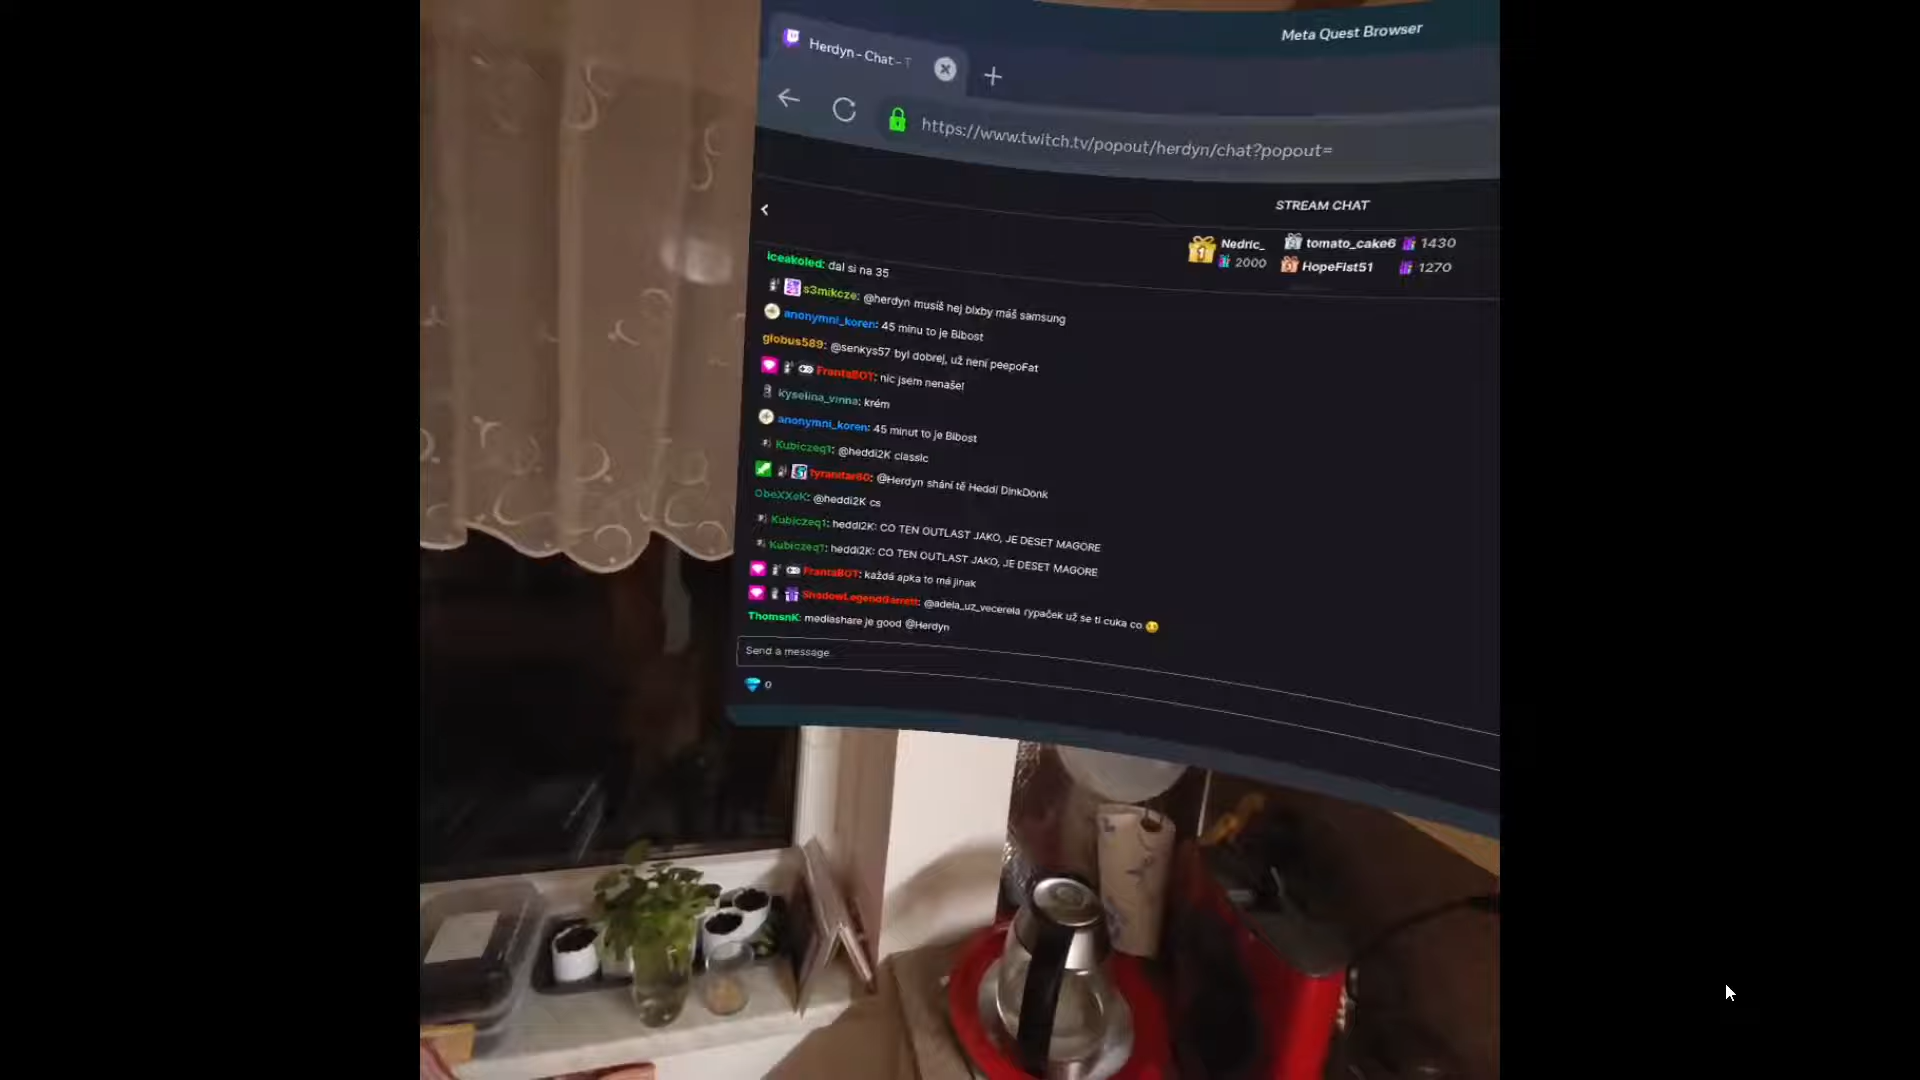 Meta Quest Browser
Herdyn - Chat - T
https://www.twitch.tv/popout/herdyn/chat?popout=
STREAM CHAT
Nedric_ 2000
tomato_cake6 1430
HopeFist51 1270
iceakoled: dal si na 35
s3mikcze: @herdyn musíš nej bixby máš samsung
anonymni_koren: 45 minu to je Bibost
globus589: @senkys57 byl dobrej, už není peepoFat
FrantaBOT: nic jsem nenašel
kyselina_vinna: krém
anonymni_koren: 45 minut to je Bibost
Kubiczeq1: @heddi2K classic
tyranitar60: @Herdyn shání tě Heddi DinkDonk
ObeXXeK: @heddi2K cs
Kubiczeq1: heddi2K: CO TEN OUTLAST JAKO, JE DESET MAGORE
Kubiczeq1: heddi2K: CO TEN OUTLAST JAKO, JE DESET MAGORE
FrantaBOT: každá apka to má jinak
ShadowLegendGarrett: @adela_uz_vecerela rypaček už se ti cuka co
ThomsnK: mediashare je good @Herdyn
Send a message
0